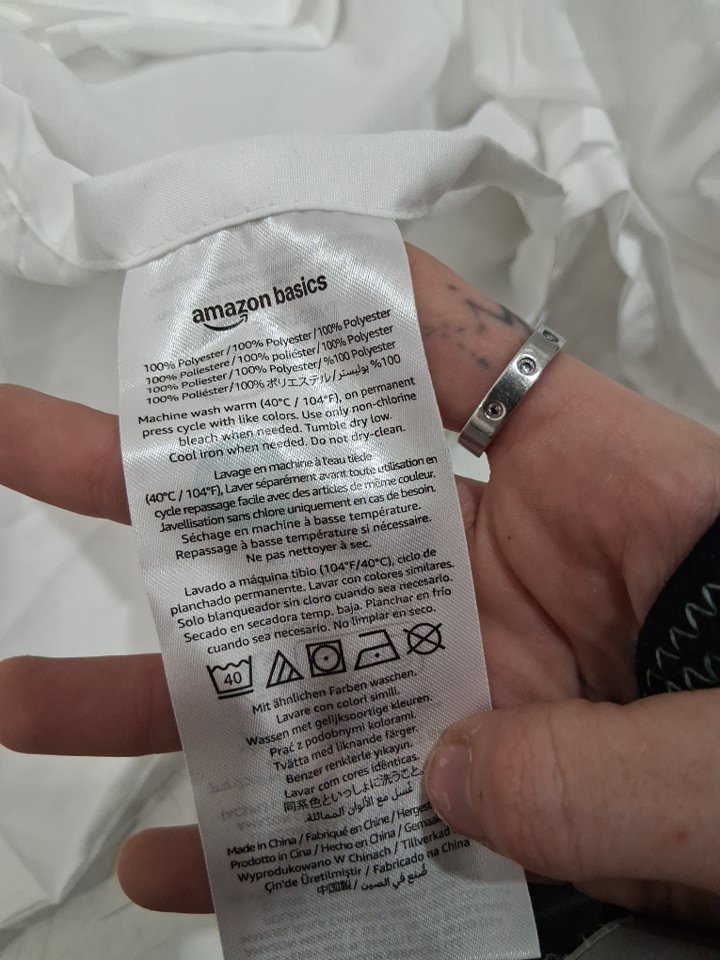 amazon basics
100% Polyester/100% Polyester/100% Polyester
100% Poliestere/100% poliéster/100% Polyester
100% Poliester/100% Polyester/%100 Polyester
100% Poliéster/100% ポリエステル/بوليستر %100
Machine wash warm (40°C / 104°F), on permanent
press cycle with like colors. Use only non-chlorine
bleach when needed. Tumble dry low.
Cool iron when needed. Do not dry-clean.
Lavage en machine à l'eau tiède
(40°C / 104°F), Laver séparément avant toute utilisation en
cycle repassage facile avec des articles de même couleur.
Javellisation sans chlore uniquement en cas de besoin.
Séchage en machine à basse température.
Repassage à basse température si nécessaire.
Ne pas nettoyer à sec.
Lavado a máquina tibio (104°F/40°C), ciclo de
planchado permanente. Lavar con colores similares.
Solo blanqueador sin cloro cuando sea necesario.
Secado en secadora temp. baja. Planchar en frío
cuando sea necesario. No limpiar en seco.
40
Mit ähnlichen Farben waschen.
Lavare con colori simili.
Wassen met gelijksoortige kleuren.
Prać z podobnymi kolorami.
Tvätta med liknande färger.
Benzer renklerle yıkayin.
Lavar com cores idênticas.
同系色といっしょに洗うこと。
غسل مع الألوان المماثلة.
Made in China / Fabriqué en Chine / Hergest
Prodotto in Cina / Hecho en China / Gemaak
Wyprodukowano W Chinach / Tillverkad
Çin'de Üretilmiştir / Fabricado na China
中国製 / صُنع في الصين